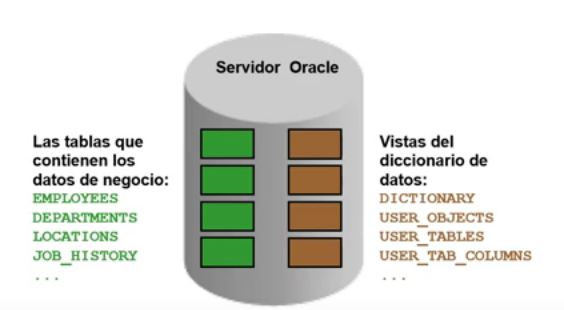 Servidor Oracle
Las tablas que
contienen los
datos de negocio:
EMPLOYEES
DEPARTMENTS
LOCATIONS
JOB_HISTORY
...
Vistas del
diccionario de
datos:
DICTIONARY
USER_OBJECTS
USER_TABLES
USER_TAB_COLUMNS
...